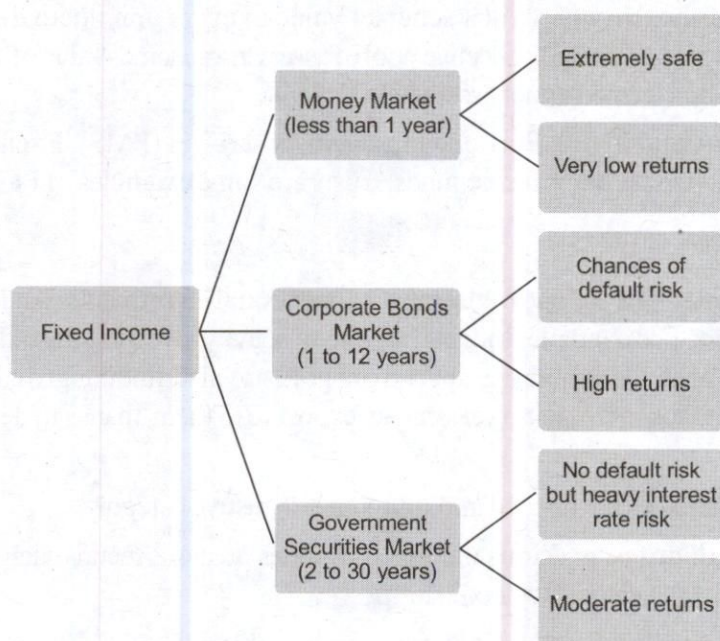 Fixed Income
Money Market
(less than 1 year)
Extremely safe
Very low returns
Corporate Bonds
Market
(1 to 12 years)
Chances of
default risk
High returns
Government
Securities Market
(2 to 30 years)
No default risk
but heavy interest
rate risk
Moderate returns